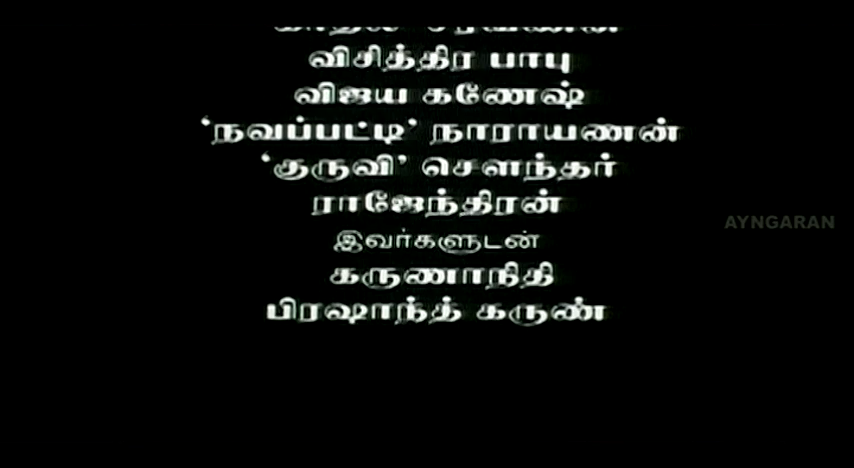 விசித்திர பாபு
விஜய கணேஷ்
‘நவப்பட்டி’ நாராயணன்
‘குருவி’ சௌந்தர்
ராஜேந்திரன்
இவர்களுடன்
AYNGARAN
கருணாநிதி
பிரஷாந்த் கருண்